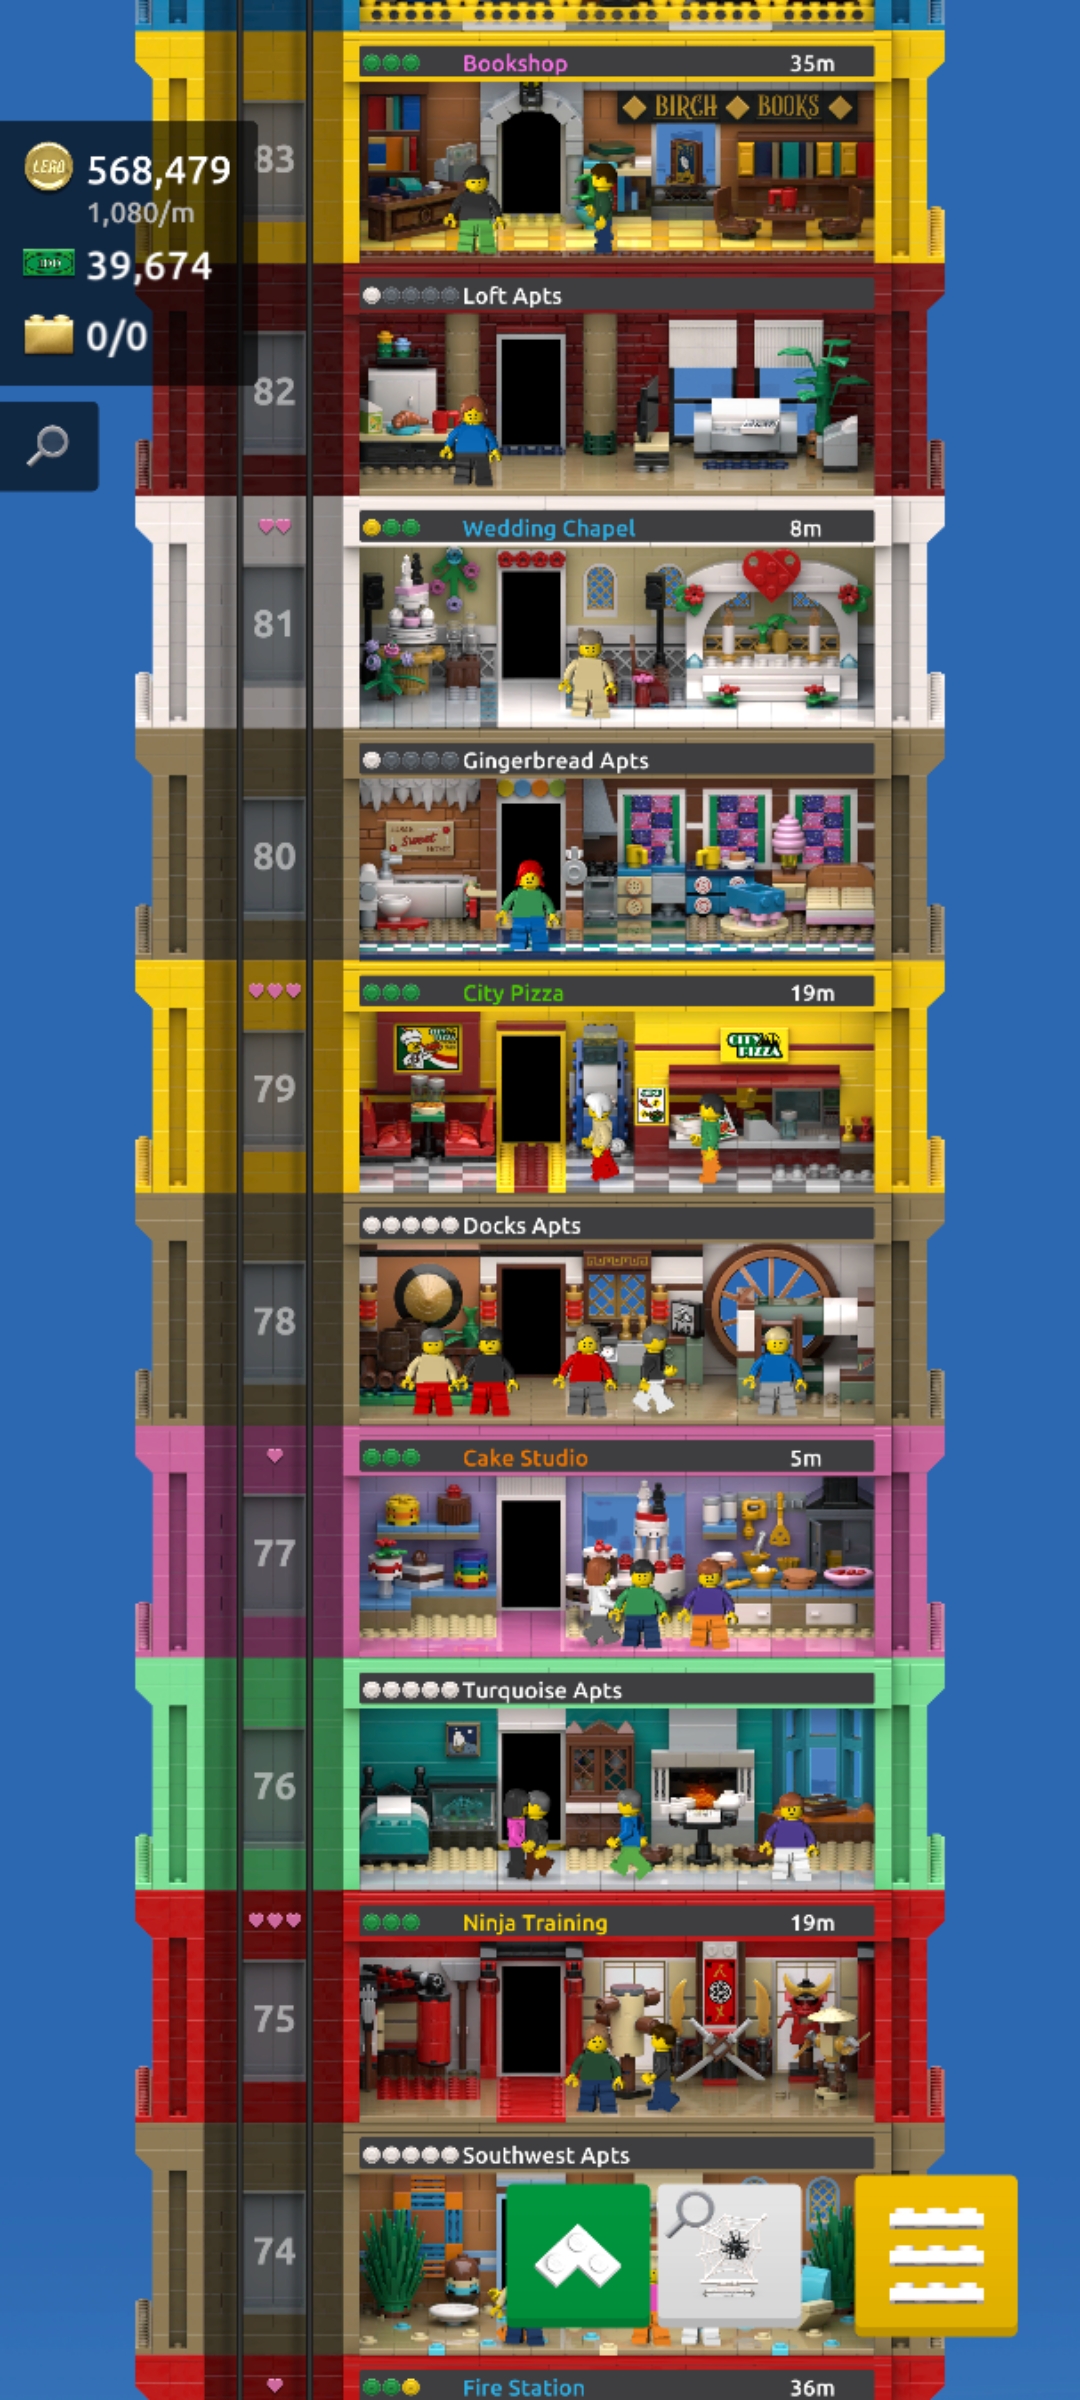 Bookshop 35m
BIRCH BOOKS
83
LEGO 568,479
1,080/m
39,674
0/0
Loft Apts
82
Wedding Chapel 8m
81
Gingerbread Apts
Sweet
80
City Pizza 19m
CITY PIZZA
79
Docks Apts
78
Cake Studio 5m
77
Turquoise Apts
76
Ninja Training 19m
75
Southwest Apts
74
Fire Station 36m